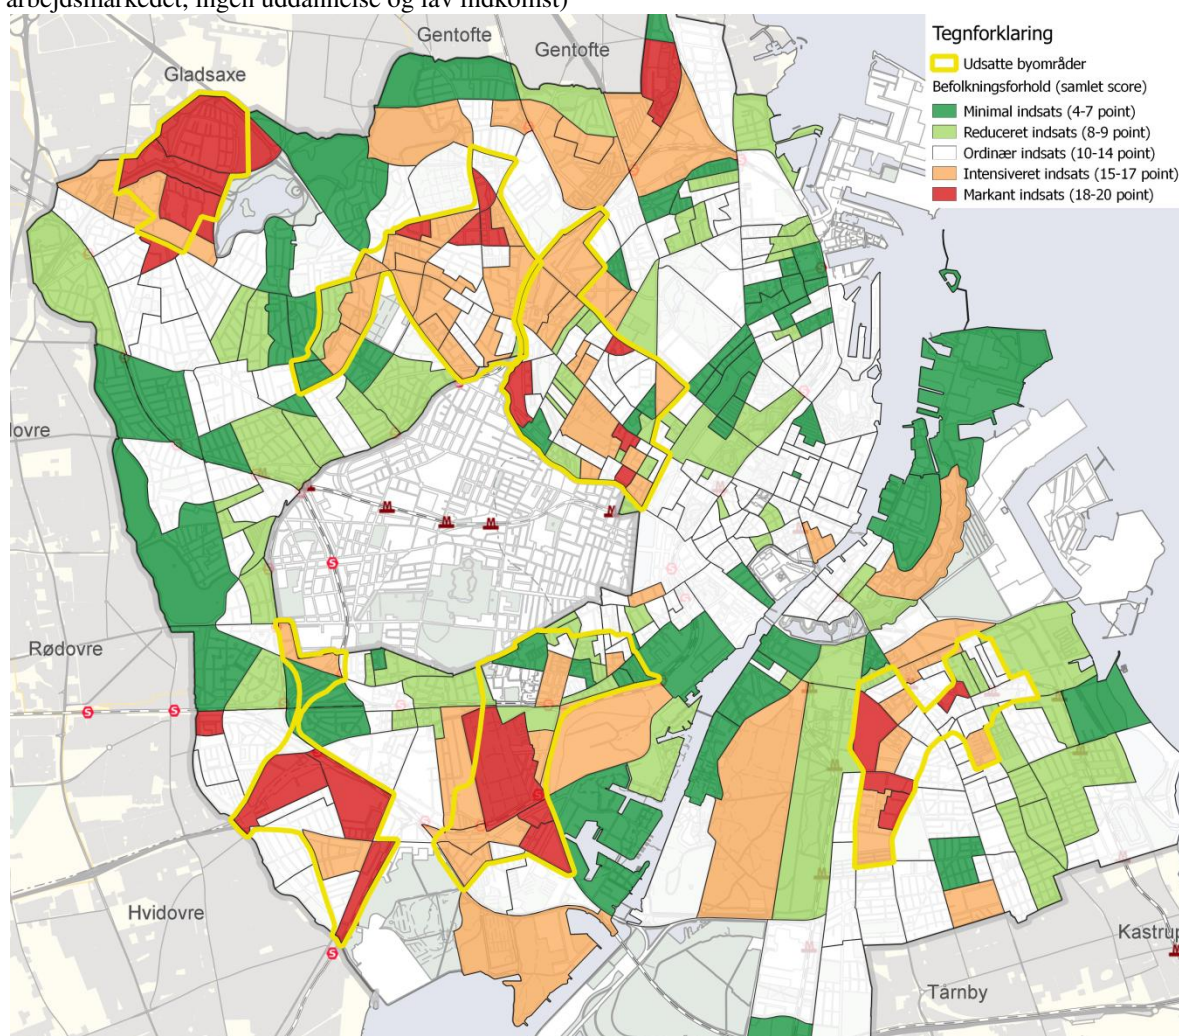 arbejdsmarkedet, ingen uddannelse og lav indkomst)
Gentofte
Gentofte
Gladsaxe
Tegnforklaring
Udsatte byområder
Befolkningsforhold (samlet score)
Minimal indsats (4-7 point)
Reduceret indsats (8-9 point)
Ordinær indsats (10-14 point)
Intensiveret indsats (15-17 point)
Markant indsats (18-20 point)
lovre
M
M
M
M
S
Rødovre
S
S
Hvidovre
S
Kastrup
M
Tårnby